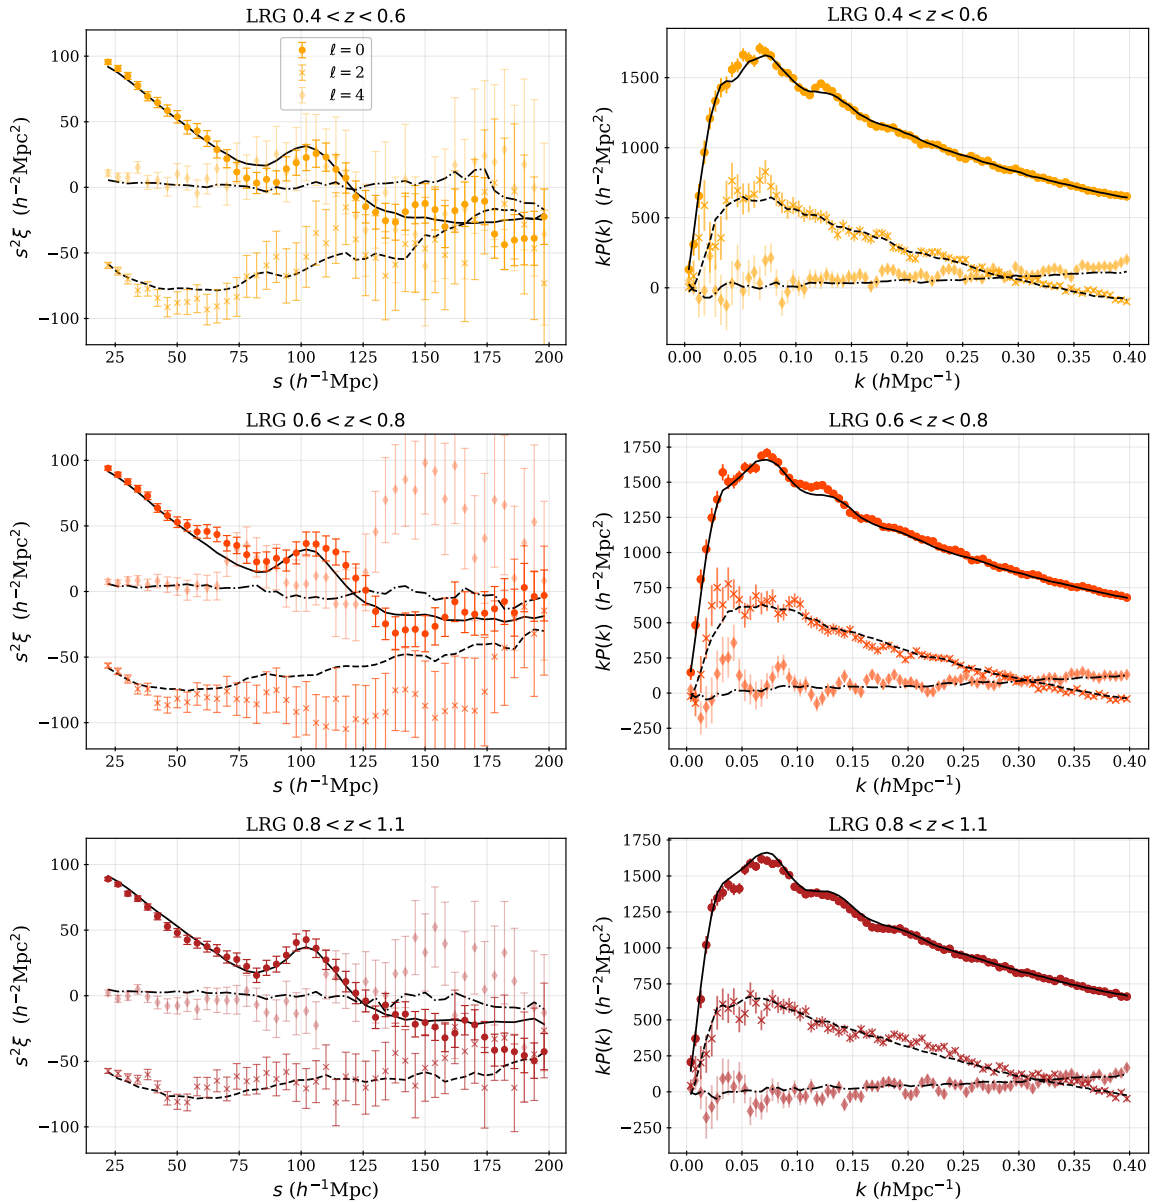 LRG 0.4 < z < 0.6
100
50
0
−50
−100
s²ξ (h⁻²Mpc²)
ℓ = 0
ℓ = 2
ℓ = 4
25 50 75 100 125 150 175 200
s (h⁻¹Mpc)
LRG 0.4 < z < 0.6
1500
1000
500
0
kP(k) (h⁻²Mpc²)
0.00 0.05 0.10 0.15 0.20 0.25 0.30 0.35 0.40
k (hMpc⁻¹)
LRG 0.6 < z < 0.8
100
50
0
−50
−100
s²ξ (h⁻²Mpc²)
25 50 75 100 125 150 175 200
s (h⁻¹Mpc)
LRG 0.6 < z < 0.8
1750
1500
1250
1000
750
500
250
0
−250
kP(k) (h⁻²Mpc²)
0.00 0.05 0.10 0.15 0.20 0.25 0.30 0.35 0.40
k (hMpc⁻¹)
LRG 0.8 < z < 1.1
100
50
0
−50
−100
s²ξ (h⁻²Mpc²)
25 50 75 100 125 150 175 200
s (h⁻¹Mpc)
LRG 0.8 < z < 1.1
1750
1500
1250
1000
750
500
250
0
−250
kP(k) (h⁻²Mpc²)
0.00 0.05 0.10 0.15 0.20 0.25 0.30 0.35 0.40
k (hMpc⁻¹)